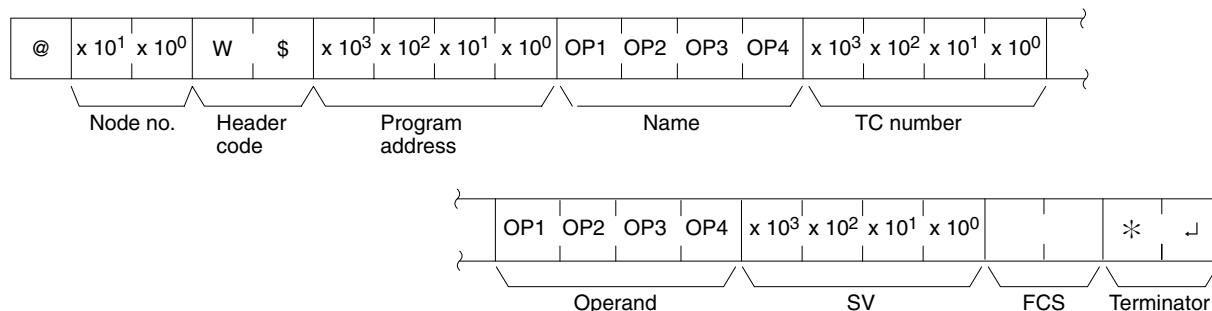 @ x 10¹ x 10⁰ W $ x 10³ x 10² x 10¹ x 10⁰ OP1 OP2 OP3 OP4 x 10³ x 10² x 10¹ x 10⁰
Node no. Header code Program address Name TC number
OP1 OP2 OP3 OP4 x 10³ x 10² x 10¹ x 10⁰ * ↵
Operand SV FCS Terminator